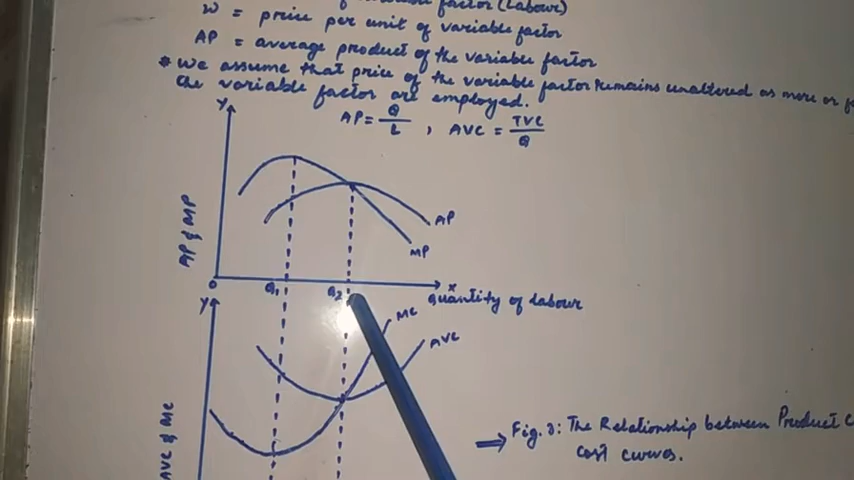 factor (Labour)
W = price per unit of variable factor
AP = average product of the variable factor
* We assume that price of the variable factor remains unaltered as more or
the variable factor are employed.
AP = Q/L , AVC = TVC/Q
Y
AP & MP
AP
MP
O
Q1
Q2
X
Quantity of Labour
Y
MC
AVC
AVC & MC
⇒ Fig. 3: The Relationship between Product
cost curves.